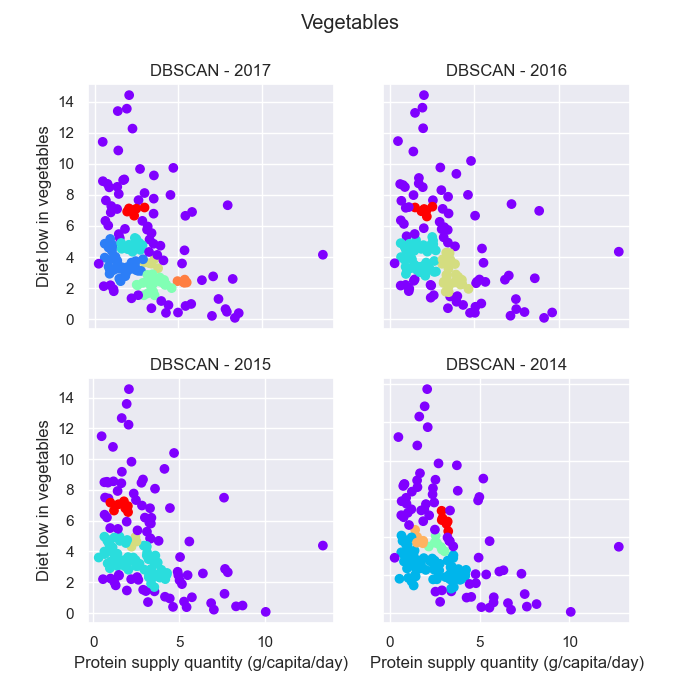 Vegetables
DBSCAN - 2017
DBSCAN - 2016
14
12
10
8
6
4
2
0
Diet low in vegetables
DBSCAN - 2015
DBSCAN - 2014
14
12
10
8
6
4
2
0
Diet low in vegetables
0 5 10
0 5 10
Protein supply quantity (g/capita/day)
Protein supply quantity (g/capita/day)